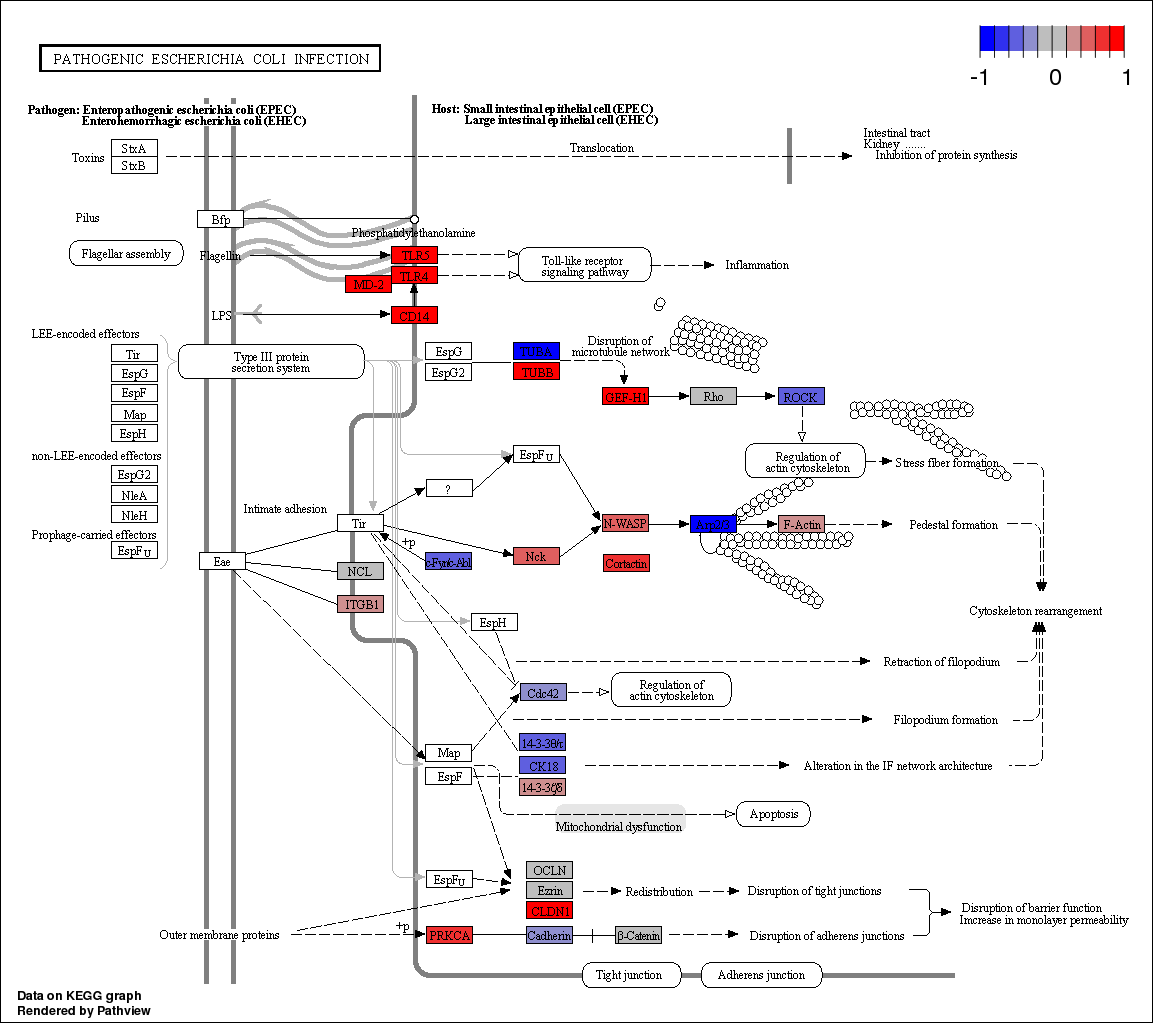 PATHOGENIC ESCHERICHIA COLI INFECTION
-1 0 1
Pathogen: Enteropathogenic escherichia coli (EPEC)
Enterohemorrhagic escherichia coli (EHEC)
Host: Small intestinal epithelial cell (EPEC)
Large intestinal epithelial cell (EHEC)
Toxins
StxA
StxB
Translocation
Intestinal tract
Kidney .......
Inhibition of protein synthesis
Pilus
Bfp
Phosphatidylethanolamine
Flagellar assembly
Flagellin
TLR5
TLR4
MD-2
Toll-like receptor
signaling pathway
Inflammation
LPS
CD14
LEE-encoded effectors
Tir
EspG
EspF
Map
EspH
non-LEE-encoded effectors
EspG2
NleA
NleH
Prophage-carried effectors
EspFU
Type III protein
secretion system
EspG
EspG2
TUBA
TUBB
Disruption of
microtubule network
GEF-H1
Rho
ROCK
Regulation of
actin cytoskeleton
Stress fiber formation
EspFU
?
Intimate adhesion
Tir
+p
c-Fyn/c-Abl
Nck
N-WASP
Cortactin
Arp2/3
F-Actin
Pedestal formation
Eae
NCL
ITGB1
Cytoskeleton rearrangement
EspH
Retraction of filopodium
Cdc42
Regulation of
actin cytoskeleton
Filopodium formation
Map
EspF
14-3-3θ/τ
CK18
14-3-3ζ/δ
Alteration in the IF network architecture
Mitochondrial dysfunction
Apoptosis
EspFU
OCLN
Ezrin
CLDN1
Redistribution
Disruption of tight junctions
Disruption of barrier function
Increase in monolayer permeability
Outer membrane proteins
+p
PRKCA
Cadherin
β-Catenin
Disruption of adherens junctions
Tight junction
Adherens junction
Data on KEGG graph
Rendered by Pathview